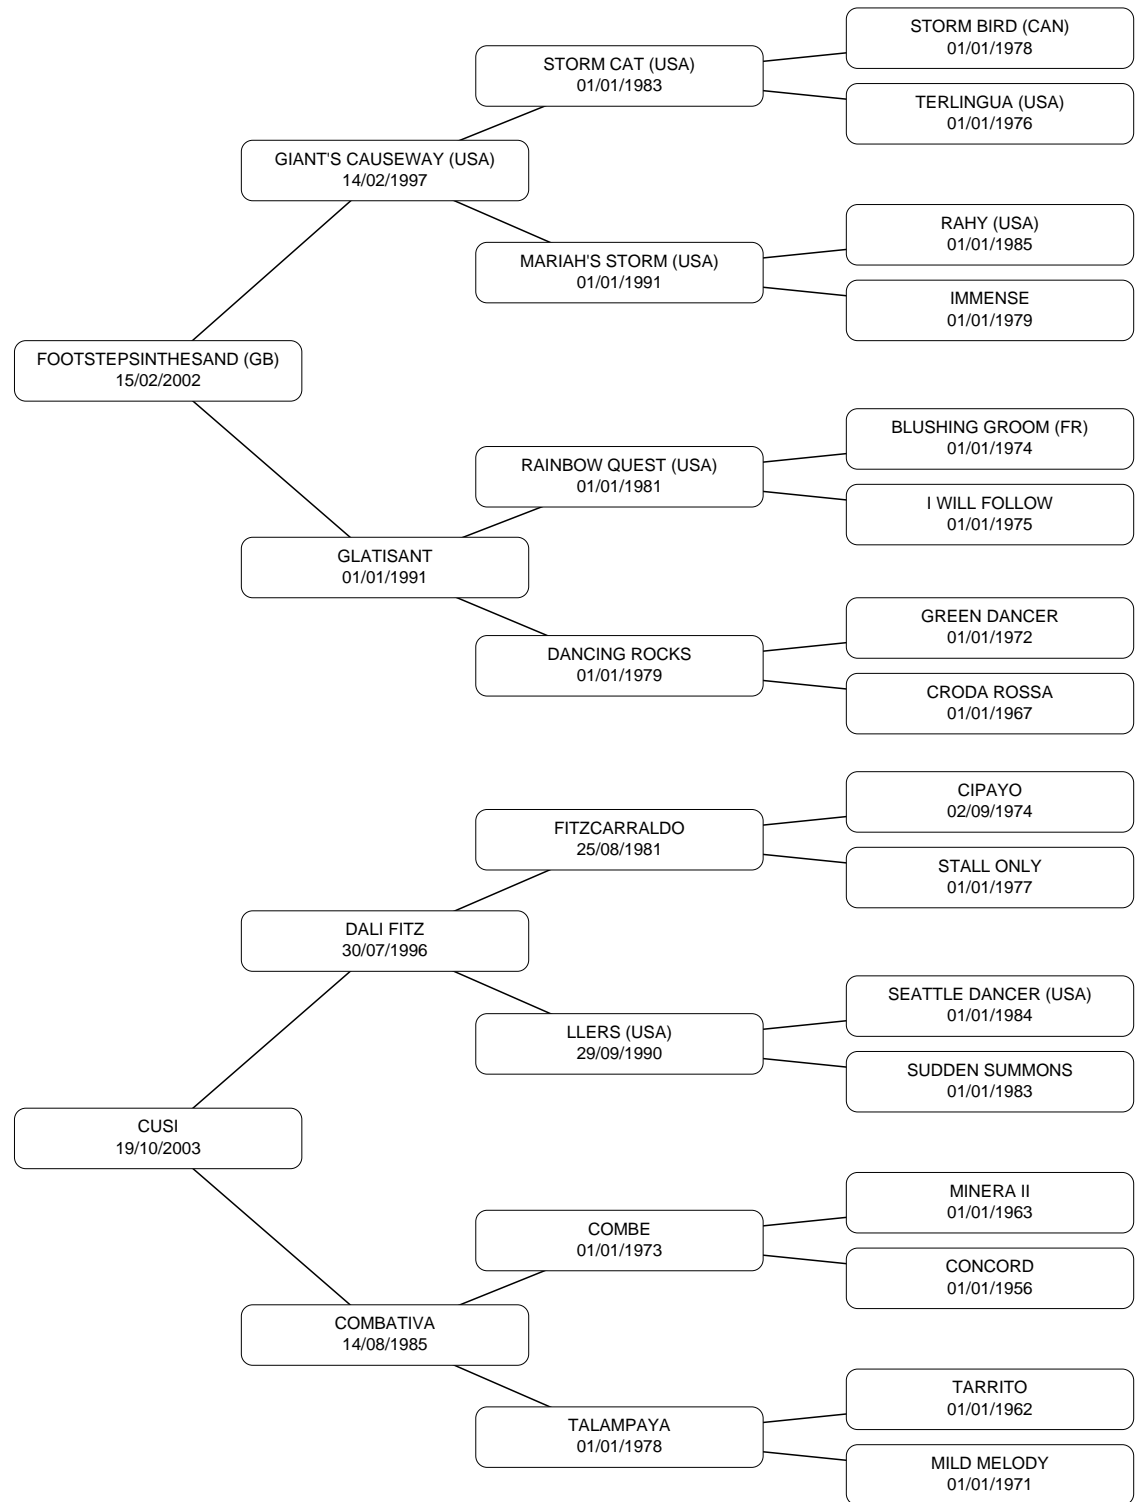 STORM BIRD (CAN)
01/01/1978
STORM CAT (USA)
01/01/1983
TERLINGUA (USA)
01/01/1976
GIANT'S CAUSEWAY (USA)
14/02/1997
RAHY (USA)
01/01/1985
MARIAH'S STORM (USA)
01/01/1991
IMMENSE
01/01/1979
FOOTSTEPSINTHESAND (GB)
15/02/2002
BLUSHING GROOM (FR)
01/01/1974
RAINBOW QUEST (USA)
01/01/1981
I WILL FOLLOW
01/01/1975
GLATISANT
01/01/1991
GREEN DANCER
01/01/1972
DANCING ROCKS
01/01/1979
CRODA ROSSA
01/01/1967
CIPAYO
02/09/1974
FITZCARRALDO
25/08/1981
STALL ONLY
01/01/1977
DALI FITZ
30/07/1996
SEATTLE DANCER (USA)
01/01/1984
LLERS (USA)
29/09/1990
SUDDEN SUMMONS
01/01/1983
CUSI
19/10/2003
MINERA II
01/01/1963
COMBE
01/01/1973
CONCORD
01/01/1956
COMBATIVA
14/08/1985
TARRITO
01/01/1962
TALAMPAYA
01/01/1978
MILD MELODY
01/01/1971